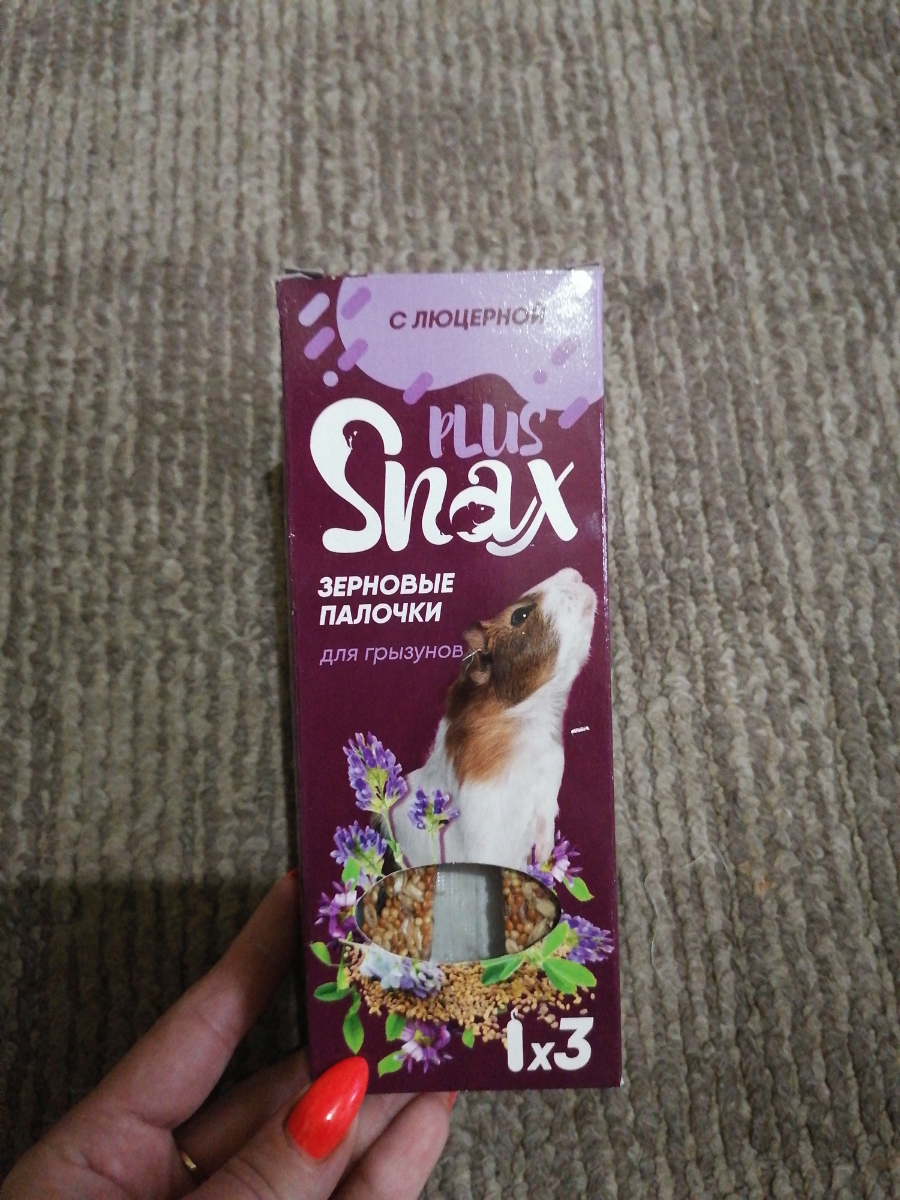 С ЛЮЦЕРНОЙ
PLUS
Snax
ЗЕРНОВЫЕ
ПАЛОЧКИ
для грызунов
1x3